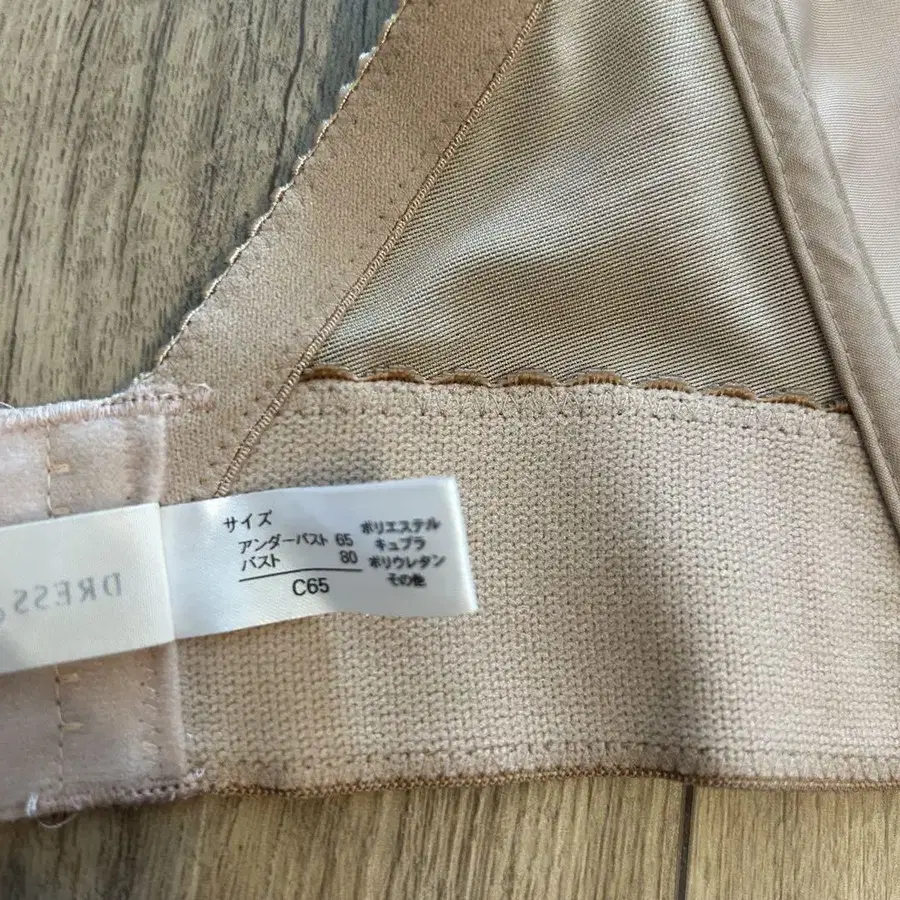 サイズ
アンダーバスト 65
バスト 80
C65
ポリエステル
キュプラ
ポリウレタン
その他
DRESS